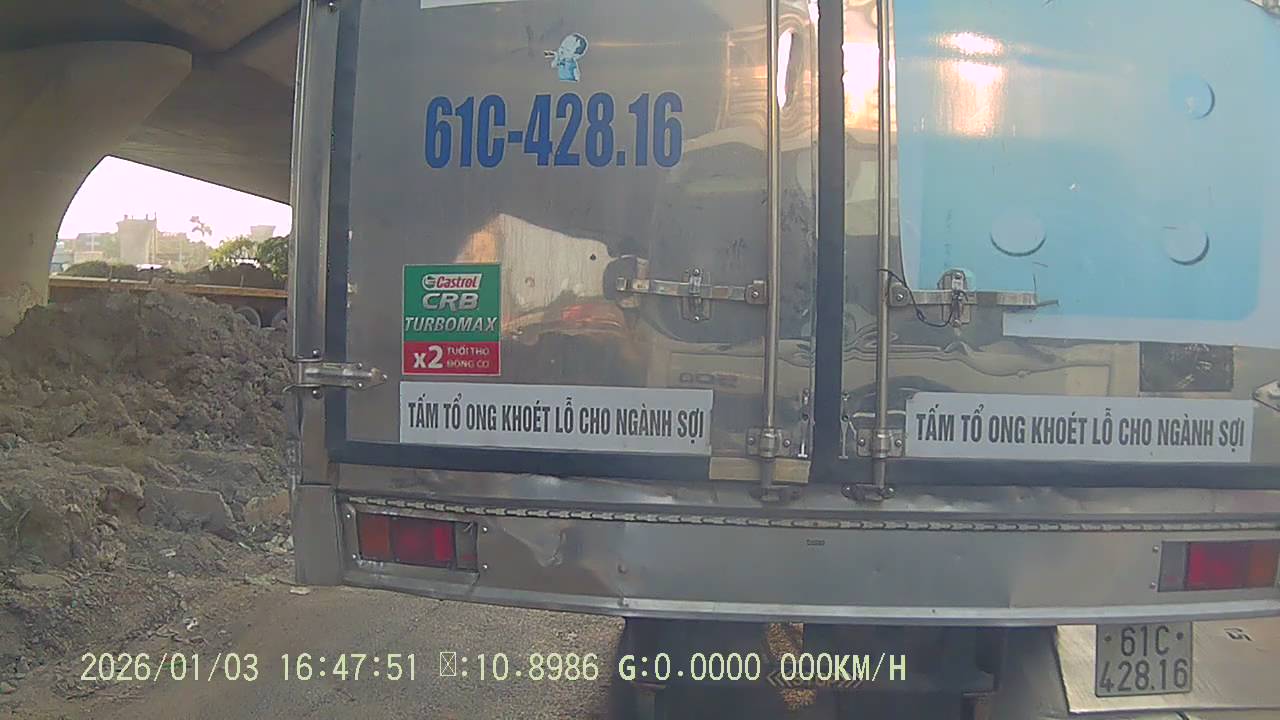 61C-428.16
Castrol
CRB
TURBOMAX
x2 TUỔI THỌ
ĐỘNG CƠ
TẤM TỔ ONG KHOÉT LỖ CHO NGÀNH SỢI
TẤM TỔ ONG KHOÉT LỖ CHO NGÀNH SỢI
61C
428.16
2026/01/03 16:47:51 :10.8986 G:0.0000 000KM/H